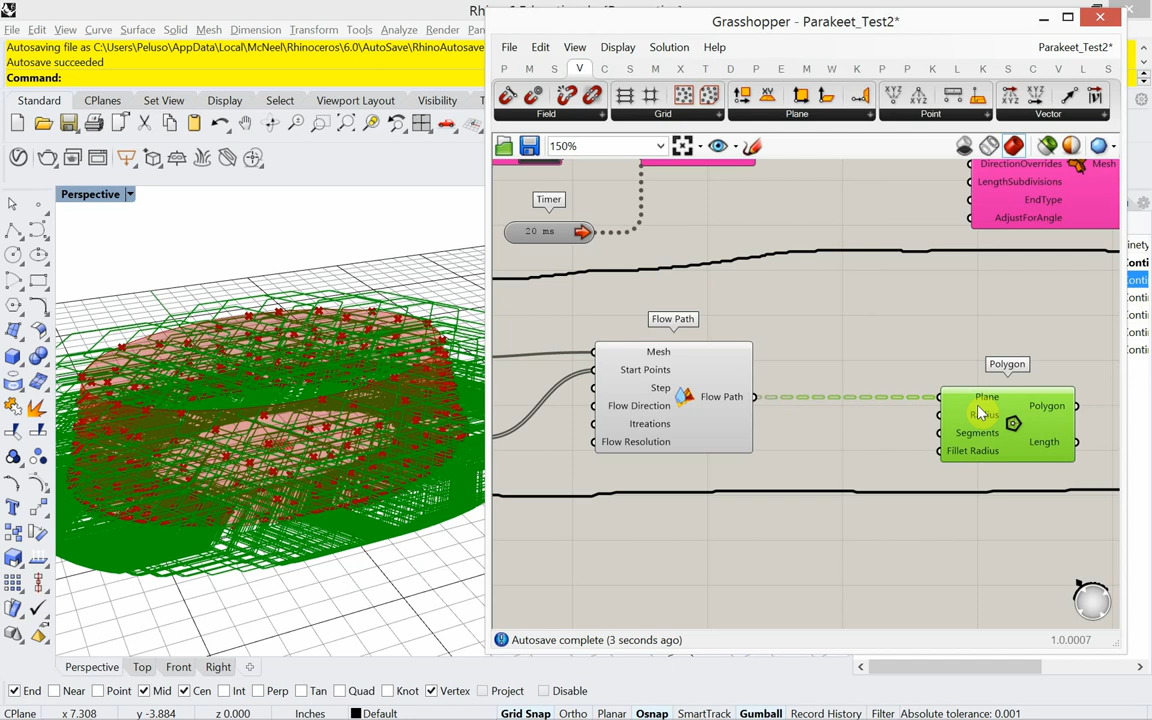 Grasshopper - Parakeet_Test2*
File Edit View Curve Surface Solid Mesh Dimension Transform Tools Analyze Render
File Edit View Display Solution Help Parakeet_Test2*
Autosaving file as C:\Users\Peluso\AppData\Local\McNeel\Rhinoceros\6.0\AutoSave\RhinoAutosave
Autosave succeeded
Command:
P M S V C S M X T R D P E M K P P K L K S C L S
Standard CPlanes Set View Display Select Viewport Layout Visibility
Field Grid Plane Point Vector
150%
Perspective
Timer
20 ms
DirectionOverrides Mesh
LengthSubdivisions
EndType
AdjustForAngle
Flow Path
Mesh
Start Points
Step
Flow Direction
Itreations
Flow Resolution
Flow Path
Polygon
Plane
Radius
Segments
Fillet Radius
Polygon
Length
Autosave complete (3 seconds ago) 1.0.0007
Perspective Top Front Right
End Near Point Mid Cen Int Perp Tan Quad Knot Vertex Project Disable
CPlane x 7.308 y -3.884 z 0.000 Inches Default Grid Snap Ortho Planar Osnap SmartTrack Gumball Record History Filter Absolute tolerance: 0.001